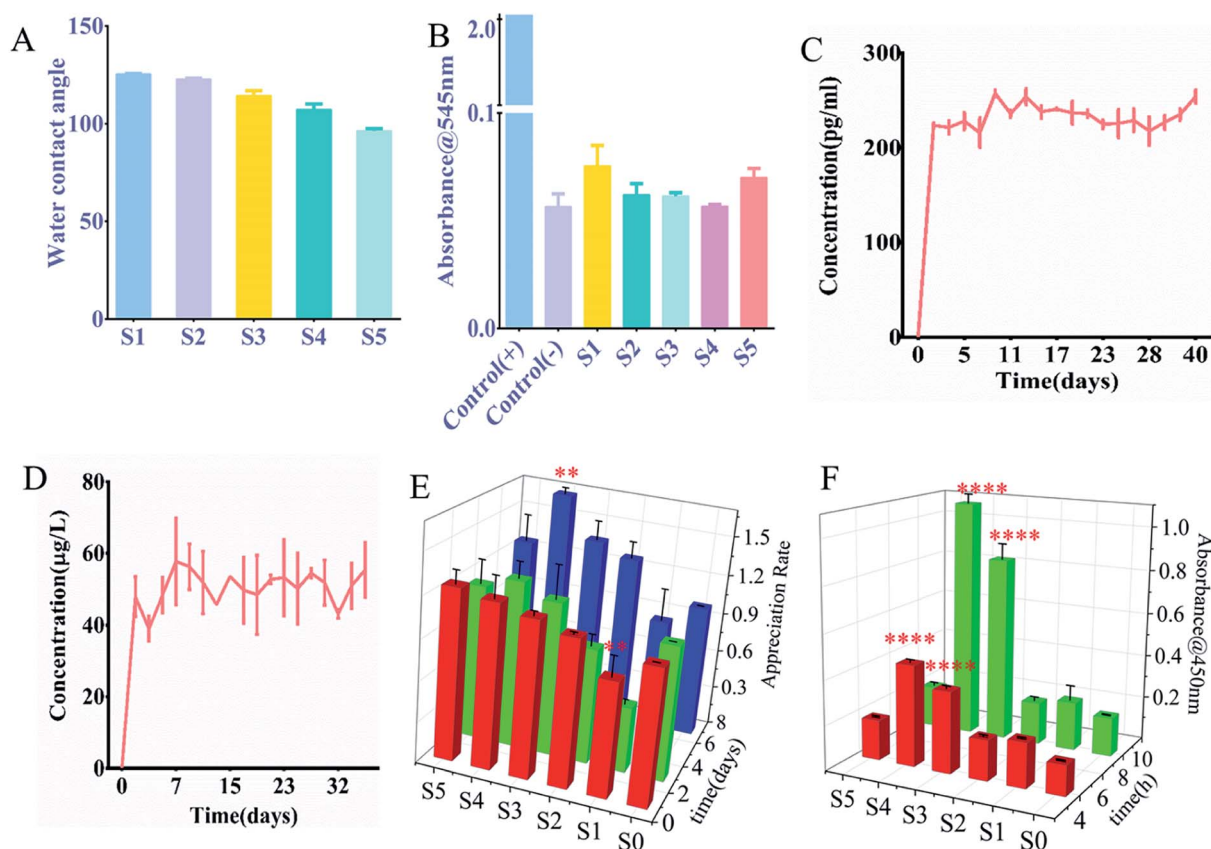 A
Water contact angle
150
100
50
0
S1 S2 S3 S4 S5
B
Absorbance@545nm
2.0
0.1
0.0
Control(+) Control(-) S1 S2 S3 S4 S5
C
Concentration(pg/ml)
300
200
100
0
0 5 11 17 23 28 40
Time(days)
D
Concentration(μg/L)
80
60
40
20
0
0 7 15 23 32
Time(days)
E
**
**
1.5
1.2
0.9
0.6
0.3
Appreciation Rate
8
6
4
2
0
time(days)
S5 S4 S3 S2 S1 S0
F
****
****
****
****
1.0
0.8
0.6
0.4
0.2
Absorbance@450nm
10
8
6
4
time(h)
S5 S4 S3 S2 S1 S0